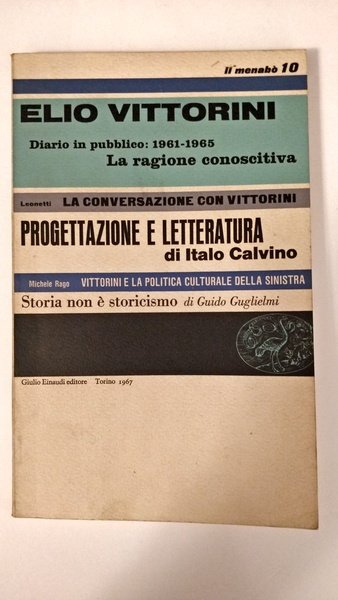 il menabò 10
ELIO VITTORINI
Diario in pubblico: 1961-1965
La ragione conoscitiva
Leonetti LA CONVERSAZIONE CON VITTORINI
PROGETTAZIONE E LETTERATURA
di Italo Calvino
Michele Rago VITTORINI E LA POLITICA CULTURALE DELLA SINISTRA
Storia non è storicismo di Guido Guglielmi
Giulio Einaudi editore Torino 1967